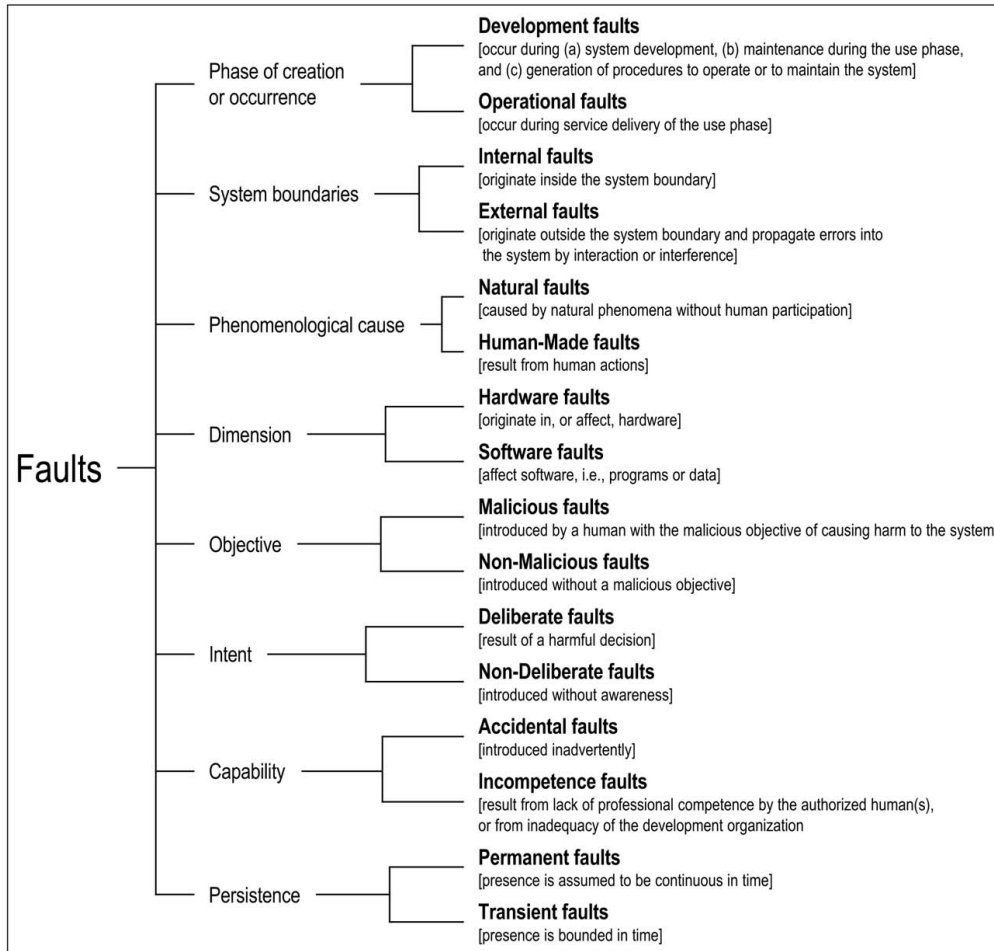 Faults
Phase of creation
or occurrence
Development faults
[occur during (a) system development, (b) maintenance during the use phase,
and (c) generation of procedures to operate or to maintain the system]
Operational faults
[occur during service delivery of the use phase]
System boundaries
Internal faults
[originate inside the system boundary]
External faults
[originate outside the system boundary and propagate errors into
the system by interaction or interference]
Phenomenological cause
Natural faults
[caused by natural phenomena without human participation]
Human-Made faults
[result from human actions]
Dimension
Hardware faults
[originate in, or affect, hardware]
Software faults
[affect software, i.e., programs or data]
Objective
Malicious faults
[introduced by a human with the malicious objective of causing harm to the system
Non-Malicious faults
[introduced without a malicious objective]
Intent
Deliberate faults
[result of a harmful decision]
Non-Deliberate faults
[introduced without awareness]
Capability
Accidental faults
[introduced inadvertently]
Incompetence faults
[result from lack of professional competence by the authorized human(s),
or from inadequacy of the development organization
Persistence
Permanent faults
[presence is assumed to be continuous in time]
Transient faults
[presence is bounded in time]